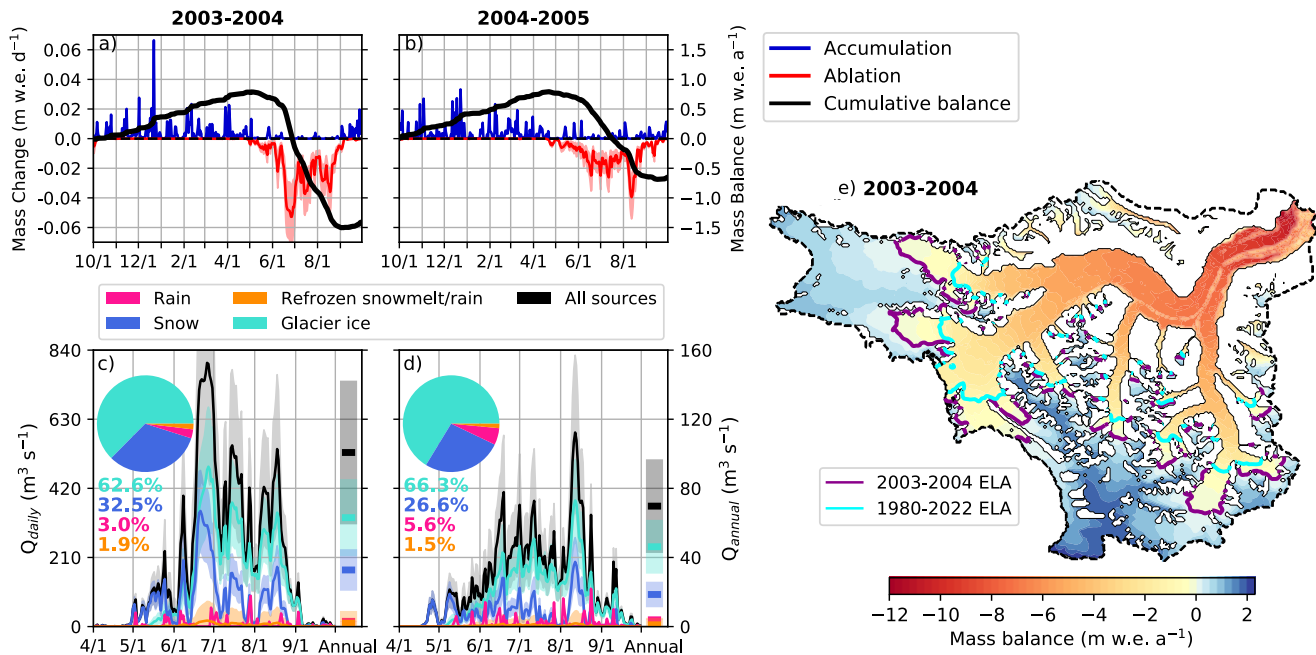 2003-2004
2004-2005
a)
b)
Mass Change (m w.e. d⁻¹)
0.06
0.04
0.02
0.0
-0.02
-0.04
-0.06
1.5
1.0
0.5
0.0
−0.5
−1.0
−1.5
Mass Balance (m w.e. a⁻¹)
10/1 12/1 2/1 4/1 6/1 8/1
10/1 12/1 2/1 4/1 6/1 8/1
Accumulation
Ablation
Cumulative balance
Rain
Refrozen snowmelt/rain
All sources
Snow
Glacier ice
c)
d)
Q_daily (m³ s⁻¹)
840
630
420
210
0
62.6%
32.5%
3.0%
1.9%
66.3%
26.6%
5.6%
1.5%
160
120
80
40
0
Q_annual (m³ s⁻¹)
4/1 5/1 6/1 7/1 8/1 9/1 Annual
4/1 5/1 6/1 7/1 8/1 9/1 Annual
e) 2003-2004
2003-2004 ELA
1980-2022 ELA
−12 −10 −8 −6 −4 −2 0 2
Mass balance (m w.e. a⁻¹)